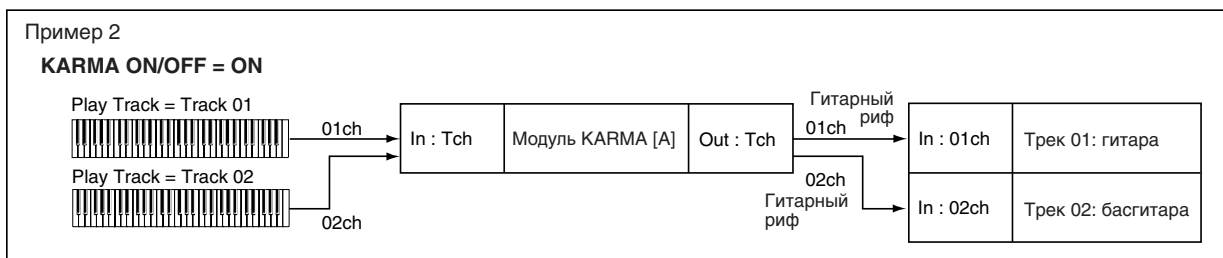 Пример 2
KARMA ON/OFF = ON
Play Track = Track 01
01ch
In : Tch
Модуль KARMA [A]
Out : Tch
Гитарный
риф
01ch
In : 01ch
Трек 01: гитара
Play Track = Track 02
02ch
02ch
Гитарный
риф
In : 02ch
Трек 02: басгитара